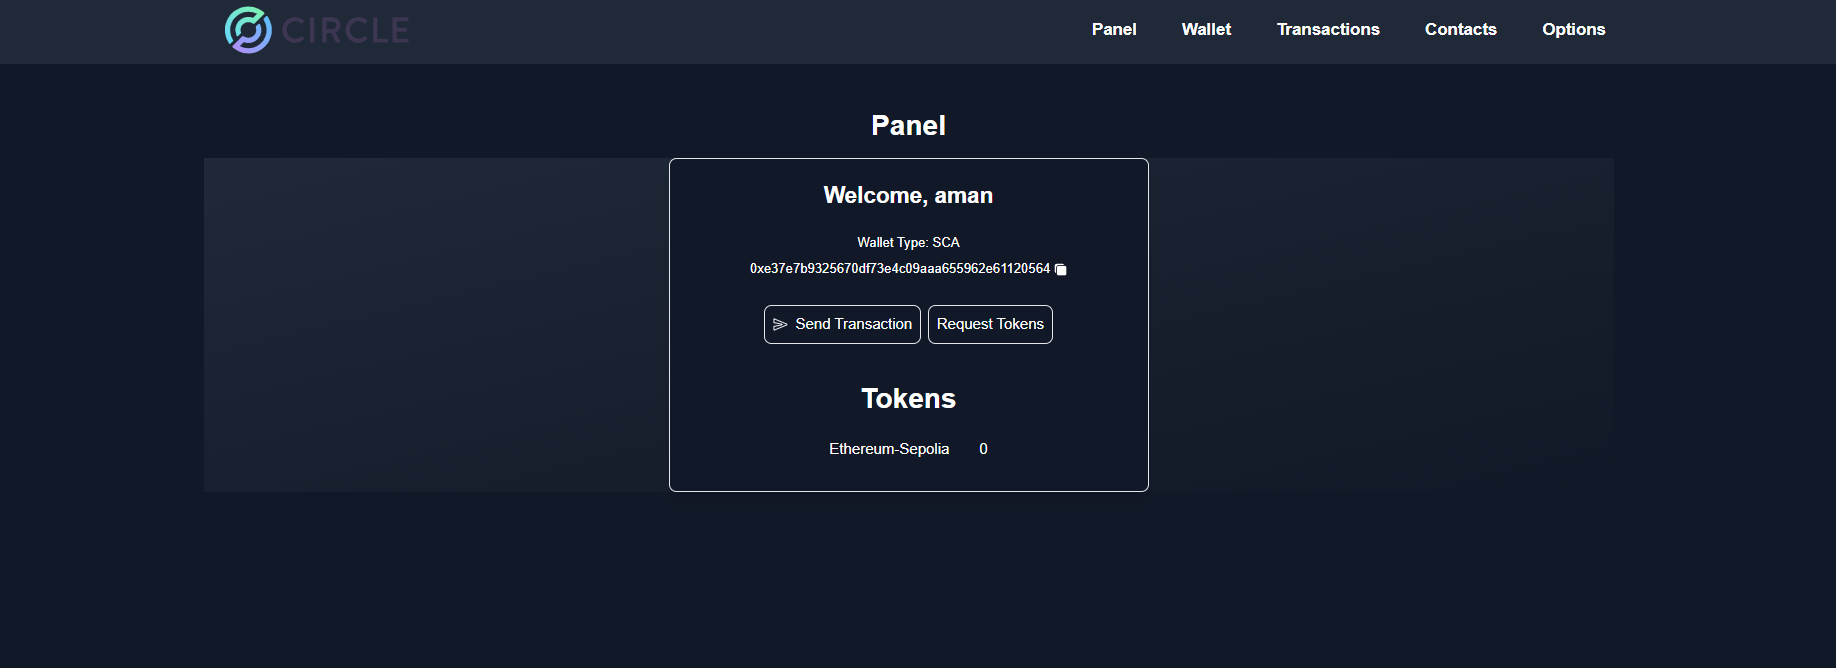 CIRCLE
Panel Wallet Transactions Contacts Options
Panel
Welcome, aman
Wallet Type: SCA
0xe37e7b9325670df73e4c09aaa655962e61120564
Send Transaction Request Tokens
Tokens
Ethereum-Sepolia 0